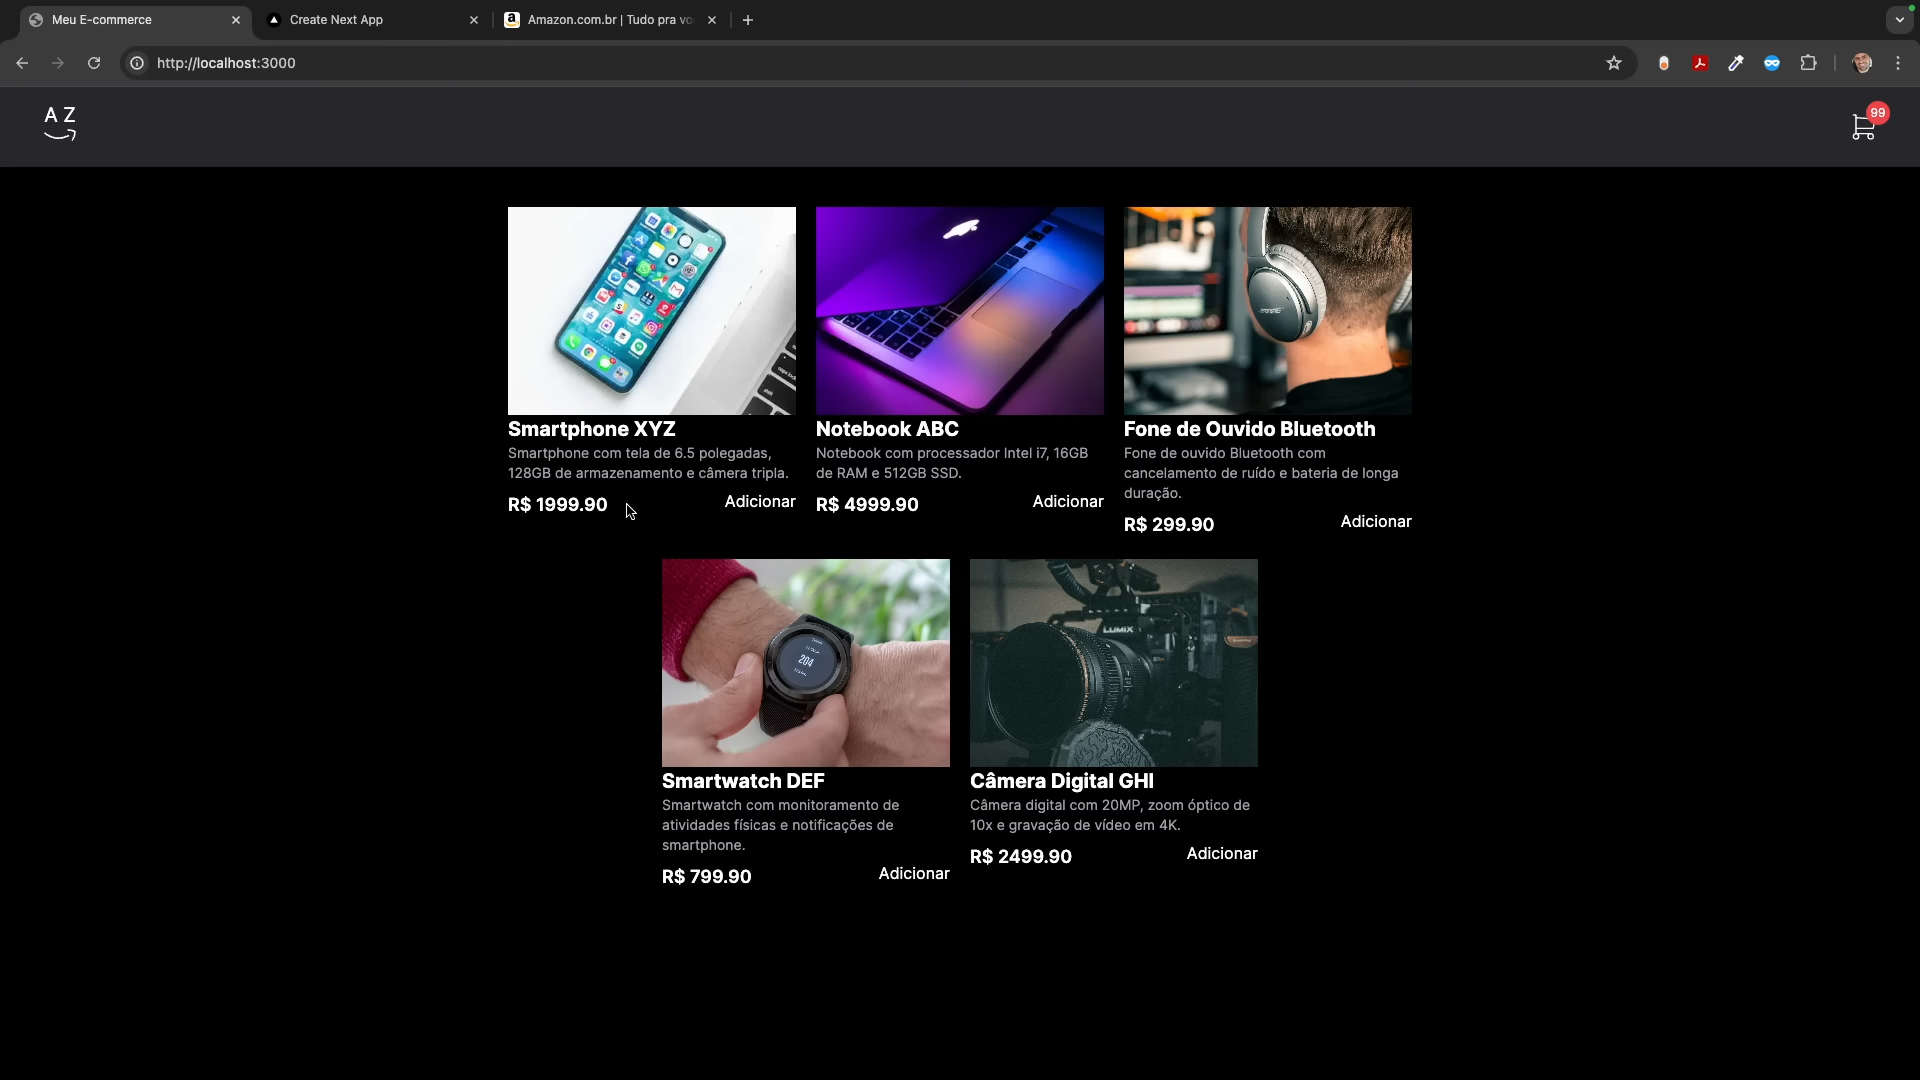 Meu E-commerce
Create Next App
Amazon.com.br | Tudo pra vo
http://localhost:3000
A Z
99
Smartphone XYZ
Smartphone com tela de 6.5 polegadas,
128GB de armazenamento e câmera tripla.
R$ 1999.90
Adicionar
Notebook ABC
Notebook com processador Intel i7, 16GB
de RAM e 512GB SSD.
R$ 4999.90
Adicionar
Fone de Ouvido Bluetooth
Fone de ouvido Bluetooth com
cancelamento de ruído e bateria de longa
duração.
R$ 299.90
Adicionar
204
Smartwatch DEF
Smartwatch com monitoramento de
atividades físicas e notificações de
smartphone.
R$ 799.90
Adicionar
LUMIX
Câmera Digital GHI
Câmera digital com 20MP, zoom óptico de
10x e gravação de vídeo em 4K.
R$ 2499.90
Adicionar